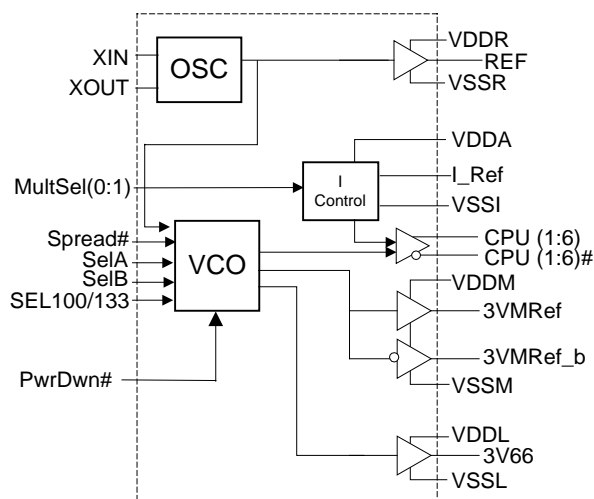 XIN
XOUT
OSC
VDDR
REF
VSSR
VDDA
MultSel(0:1)
I
Control
I_Ref
VSSI
Spread#
SelA
SelB
SEL100/133
VCO
CPU (1:6)
CPU (1:6)#
VDDM
3VMRef
3VMRef_b
VSSM
PwrDwn#
VDDL
3V66
VSSL